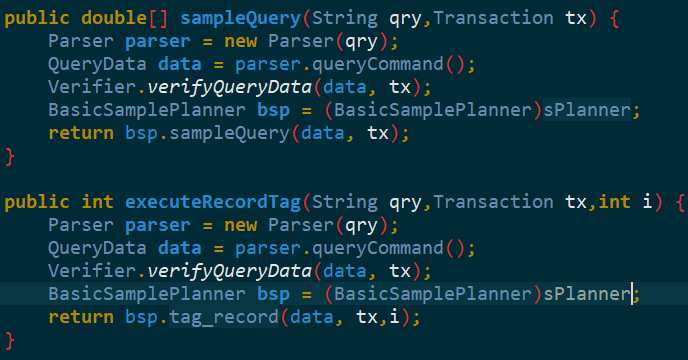 public double[] sampleQuery(String qry,Transaction tx) {
    Parser parser = new Parser(qry);
    QueryData data = parser.queryCommand();
    Verifier.verifyQueryData(data, tx);
    BasicSamplePlanner bsp = (BasicSamplePlanner)sPlanner;
    return bsp.sampleQuery(data, tx);
}

public int executeRecordTag(String qry,Transaction tx,int i) {
    Parser parser = new Parser(qry);
    QueryData data = parser.queryCommand();
    Verifier.verifyQueryData(data, tx);
    BasicSamplePlanner bsp = (BasicSamplePlanner)sPlanner;
    return bsp.tag_record(data, tx,i);
}